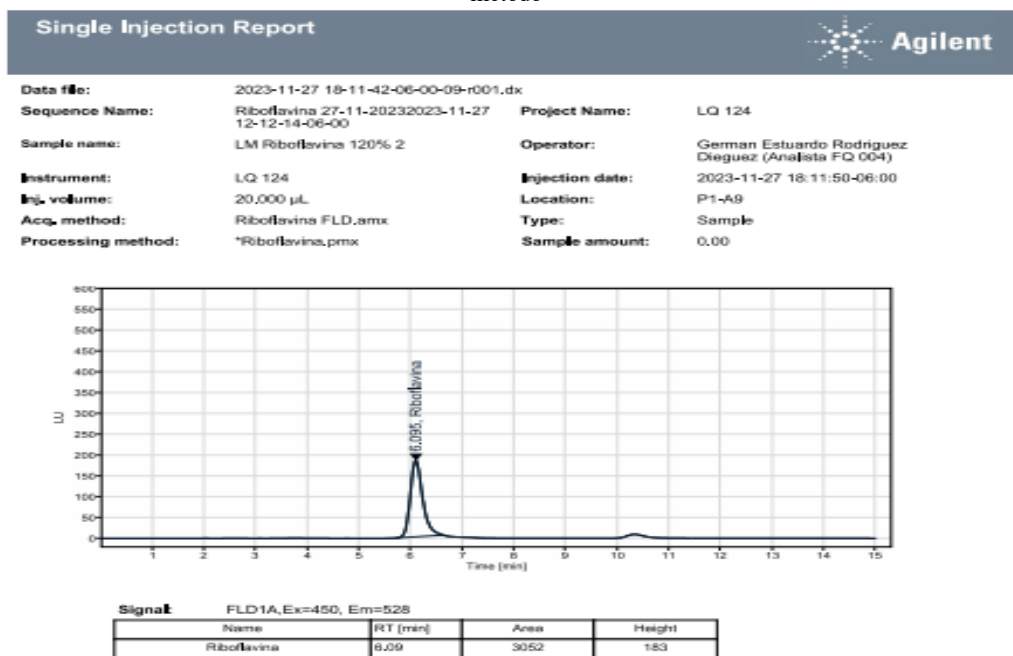 Single Injection Report
Agilent
Data file: 2023-11-27 18-11-42-06-00-09-r001.dx
Sequence Name: Riboflavina 27-11-20232023-11-27 12-12-14-06-00 Project Name: LQ 124
Sample name: LM Riboflavina 120% 2 Operator: German Estuardo Rodriguez Dieguez (Analista FQ 004)
Instrument: LQ 124 Injection date: 2023-11-27 18:11:50-06:00
Inj. volume: 20.000 µL Location: P1-A9
Acq. method: Riboflavina FLD.amx Type: Sample
Processing method: *Riboflavina.pmx Sample amount: 0.00
600
550
500
450
400
350
300
250
200
150
100
50
0
LU
6.095, Riboflavina
1 2 3 4 5 6 7 8 9 10 11 12 13 14 15
Time [min]
Signal: FLD1A,Ex=450, Em=528
Name RT [min] Area Height
Riboflavina 6.09 3052 183